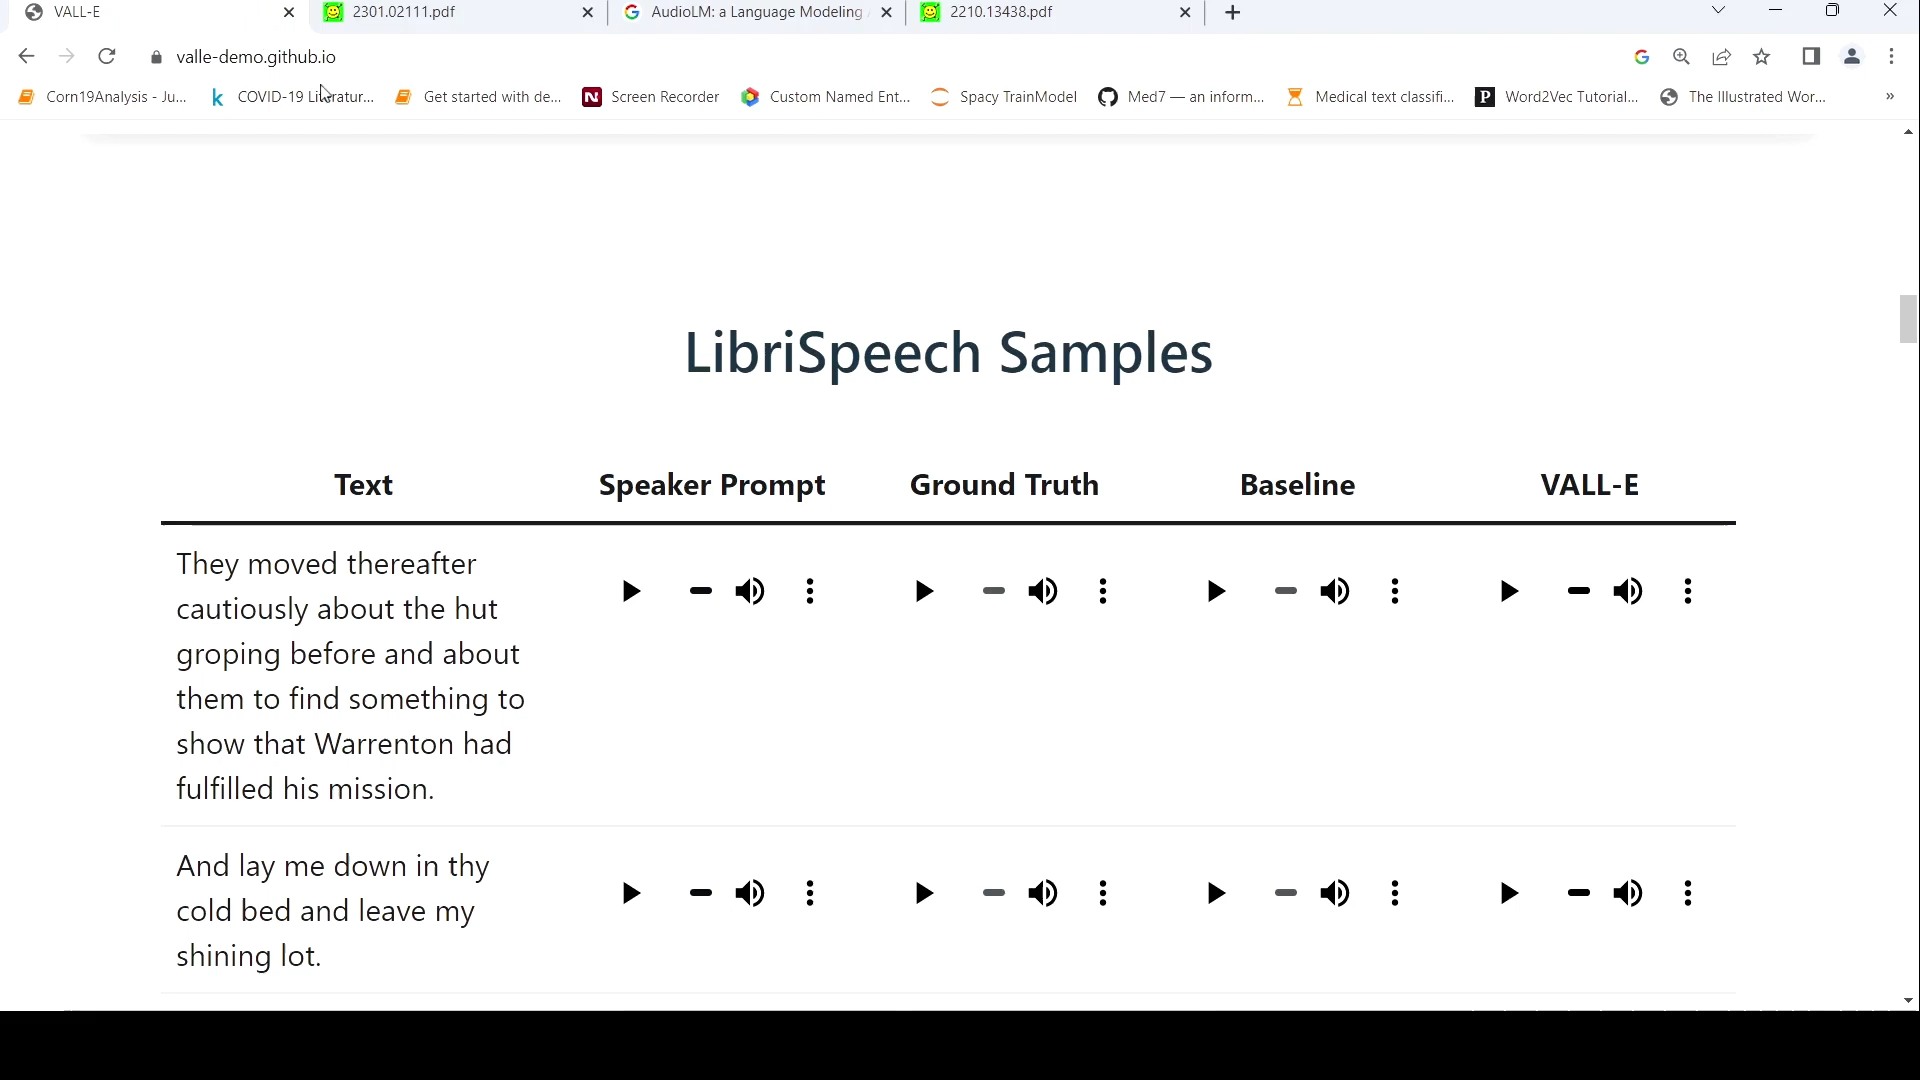 VALL-E
2301.02111.pdf
AudioLM: a Language Modeling
2210.13438.pdf
valle-demo.github.io
Corn19Analysis - Ju...
COVID-19 Literatur...
Get started with de...
Screen Recorder
Custom Named Ent...
Spacy TrainModel
Med7 — an inform...
Medical text classifi...
Word2Vec Tutorial...
The Illustrated Wor...
»
LibriSpeech Samples
Text Speaker Prompt Ground Truth Baseline VALL-E
They moved thereafter
cautiously about the hut
groping before and about
them to find something to
show that Warrenton had
fulfilled his mission.
And lay me down in thy
cold bed and leave my
shining lot.